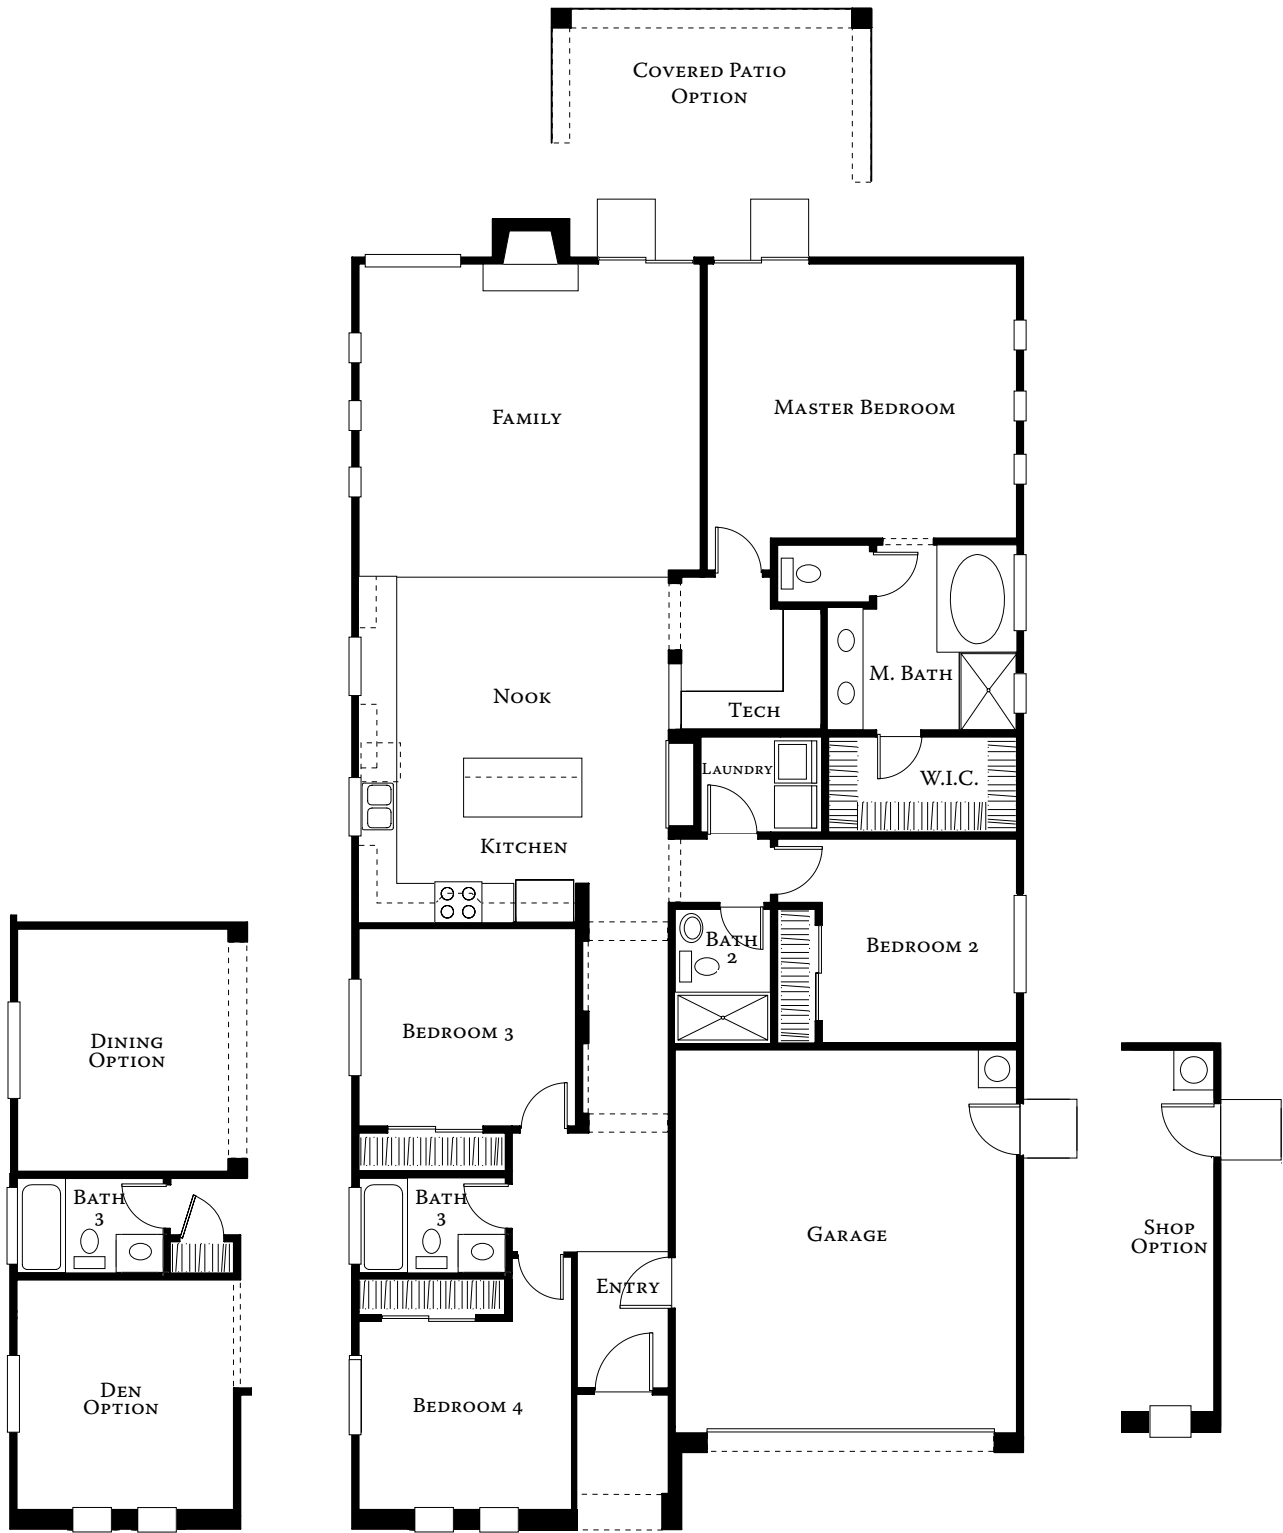 COVERED PATIO
OPTION
FAMILY
MASTER BEDROOM
NOOK
M. BATH
TECH
LAUNDRY
W.I.C.
KITCHEN
BATH
2
BEDROOM 2
BEDROOM 3
DINING
OPTION
BATH
3
BATH
3
GARAGE
SHOP
OPTION
ENTRY
DEN
OPTION
BEDROOM 4